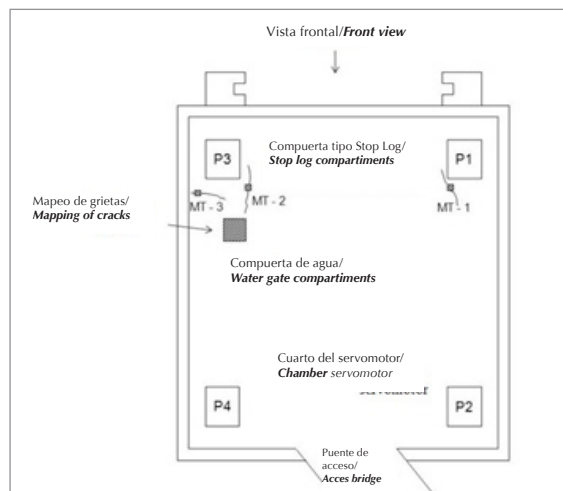 Vista frontal/Front view
P3
Compuerta tipo Stop Log/
Stop log compartiments
P1
Mapeo de grietas/
Mapping of cracks
MT - 3
MT - 2
MT - 1
Compuerta de agua/
Water gate compartiments
Cuarto del servomotor/
Chamber servomotor
servomotor
P4
P2
Puente de
acceso/
Acces bridge